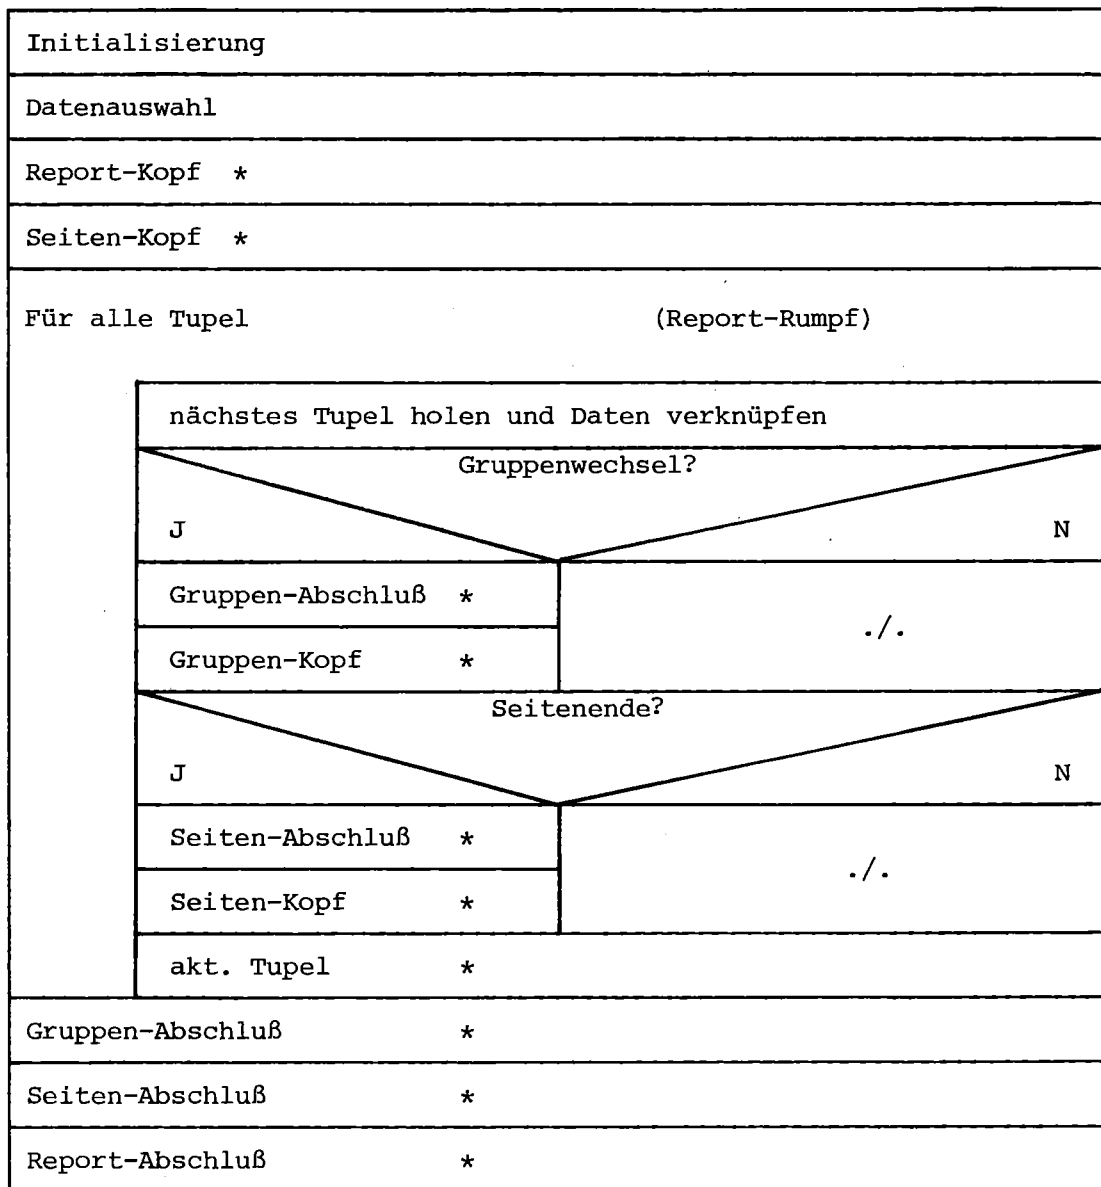 Initialisierung
Datenauswahl
Report-Kopf *
Seiten-Kopf *
Für alle Tupel (Report-Rumpf)
nächstes Tupel holen und Daten verknüpfen
Gruppenwechsel?
J N
Gruppen-Abschluß *
./.
Gruppen-Kopf *
Seitenende?
J N
Seiten-Abschluß *
./.
Seiten-Kopf *
akt. Tupel *
Gruppen-Abschluß *
Seiten-Abschluß *
Report-Abschluß *